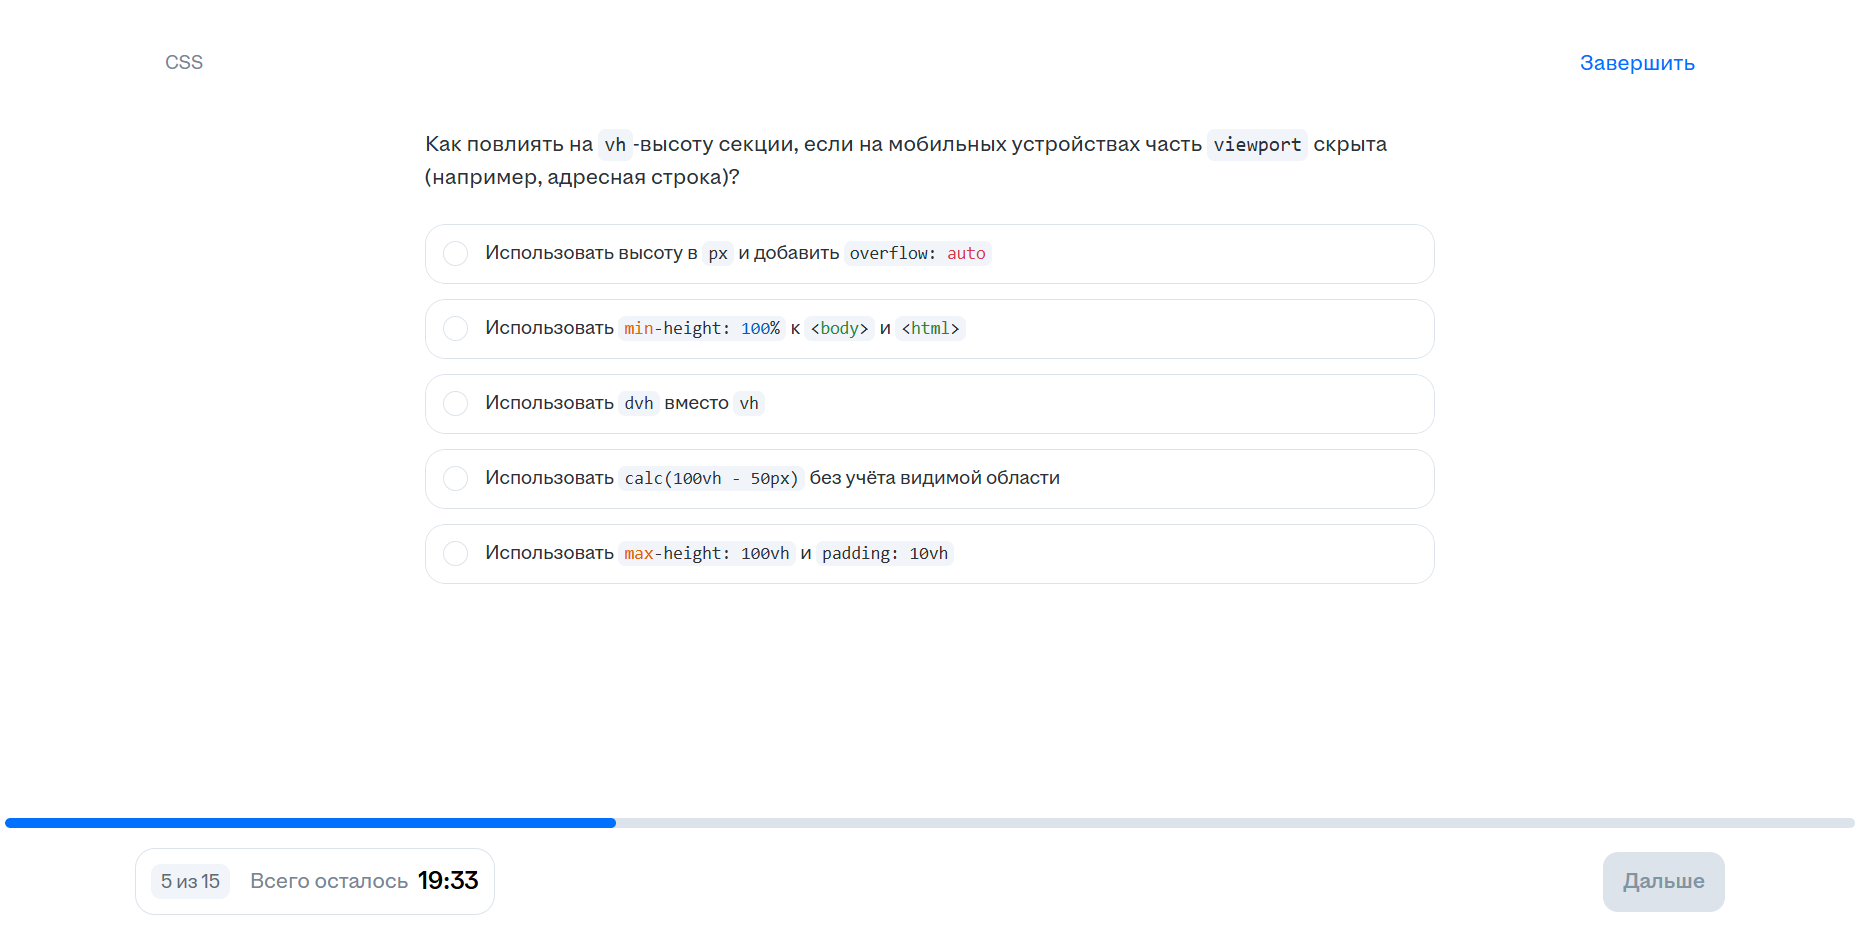 CSS
Завершить
Как повлиять на vh-высоту секции, если на мобильных устройствах часть viewport скрыта
(например, адресная строка)?
Использовать высоту в px и добавить overflow: auto
Использовать min-height: 100% к <body> и <html>
Использовать dvh вместо vh
Использовать calc(100vh - 50px) без учёта видимой области
Использовать max-height: 100vh и padding: 10vh
5 из 15 Всего осталось 19:33
Дальше